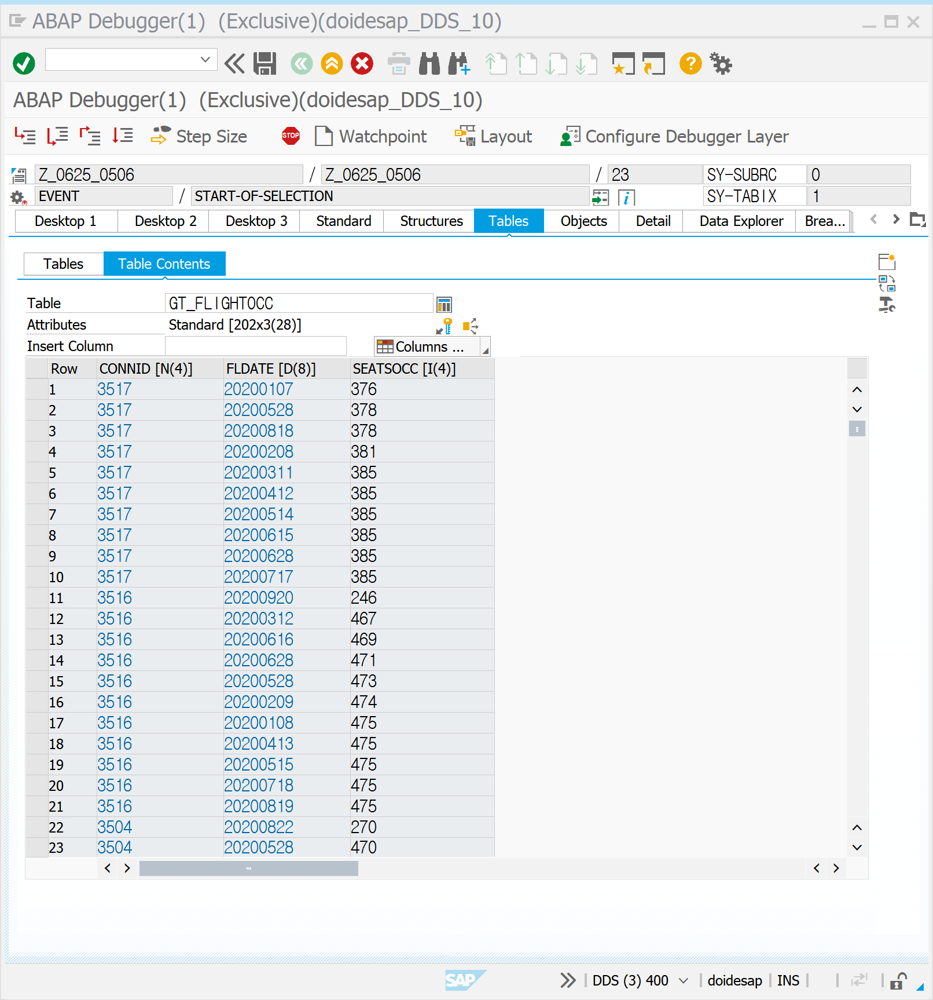 ABAP Debugger(1) (Exclusive)(doidesap_DDS_10)
ABAP Debugger(1) (Exclusive)(doidesap_DDS_10)
Step Size STOP Watchpoint Layout Configure Debugger Layer
Z_0625_0506 / Z_0625_0506 / 23 SY-SUBRC 0
EVENT / START-OF-SELECTION SY-TABIX 1
Desktop 1 Desktop 2 Desktop 3 Standard Structures Tables Objects Detail Data Explorer Brea...
Tables Table Contents
Table GT_FLIGHTOCC
Attributes Standard [202x3(28)]
Insert Column Columns ...
Row CONNID [N(4)] FLDATE [D(8)] SEATSOCC [I(4)]
1 3517 20200107 376
2 3517 20200528 378
3 3517 20200818 378
4 3517 20200208 381
5 3517 20200311 385
6 3517 20200412 385
7 3517 20200514 385
8 3517 20200615 385
9 3517 20200628 385
10 3517 20200717 385
11 3516 20200920 246
12 3516 20200312 467
13 3516 20200616 469
14 3516 20200628 471
15 3516 20200528 473
16 3516 20200209 474
17 3516 20200108 475
18 3516 20200413 475
19 3516 20200515 475
20 3516 20200718 475
21 3516 20200819 475
22 3504 20200822 270
23 3504 20200528 470
SAP DDS (3) 400 doidesap INS